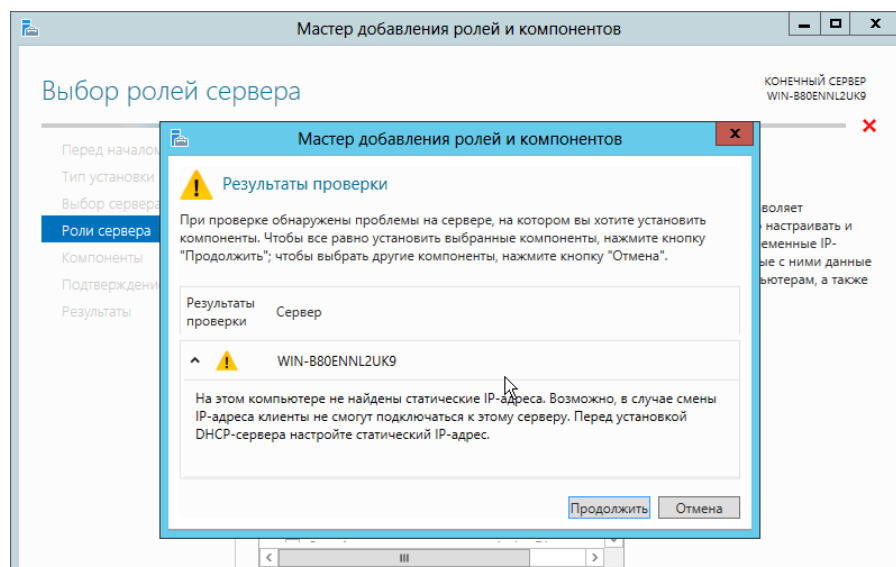 Мастер добавления ролей и компонентов
Выбор ролей сервера
КОНЕЧНЫЙ СЕРВЕР
WIN-B80ENNL2UK9
Перед началом
Тип установки
Выбор сервера
Роли сервера
Компоненты
Подтверждение
Результаты
Мастер добавления ролей и компонентов
Результаты проверки
При проверке обнаружены проблемы на сервере, на котором вы хотите установить
компоненты. Чтобы все равно установить выбранные компоненты, нажмите кнопку
"Продолжить"; чтобы выбрать другие компоненты, нажмите кнопку "Отмена".
Результаты
проверки
Сервер
WIN-B80ENNL2UK9
На этом компьютере не найдены статические IP-адреса. Возможно, в случае смены
IP-адреса клиенты не смогут подключаться к этому серверу. Перед установкой
DHCP-сервера настройте статический IP-адрес.
Продолжить
Отмена
настраивать и
IP-
с ними данные
а также